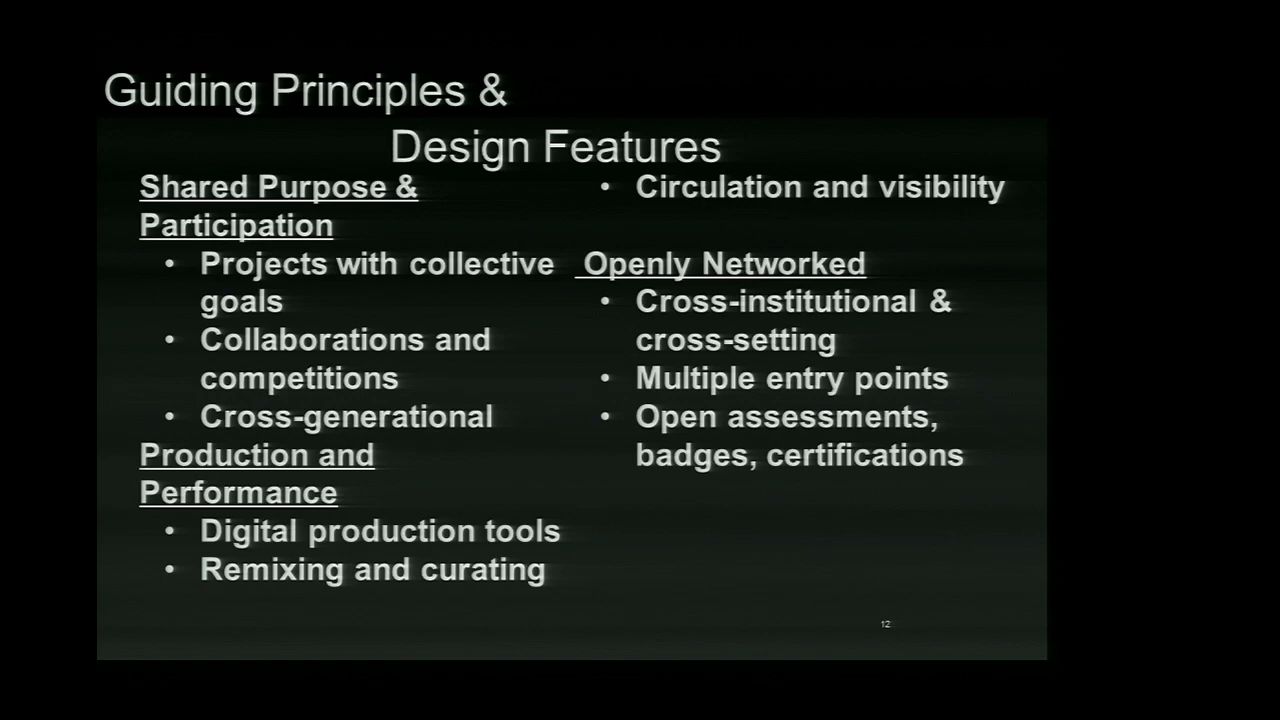 Guiding Principles &
Design Features
Shared Purpose &
Participation
• Projects with collective
goals
• Collaborations and
competitions
• Cross-generational
Production and
Performance
• Digital production tools
• Remixing and curating
• Circulation and visibility
Openly Networked
• Cross-institutional &
cross-setting
• Multiple entry points
• Open assessments,
badges, certifications
12